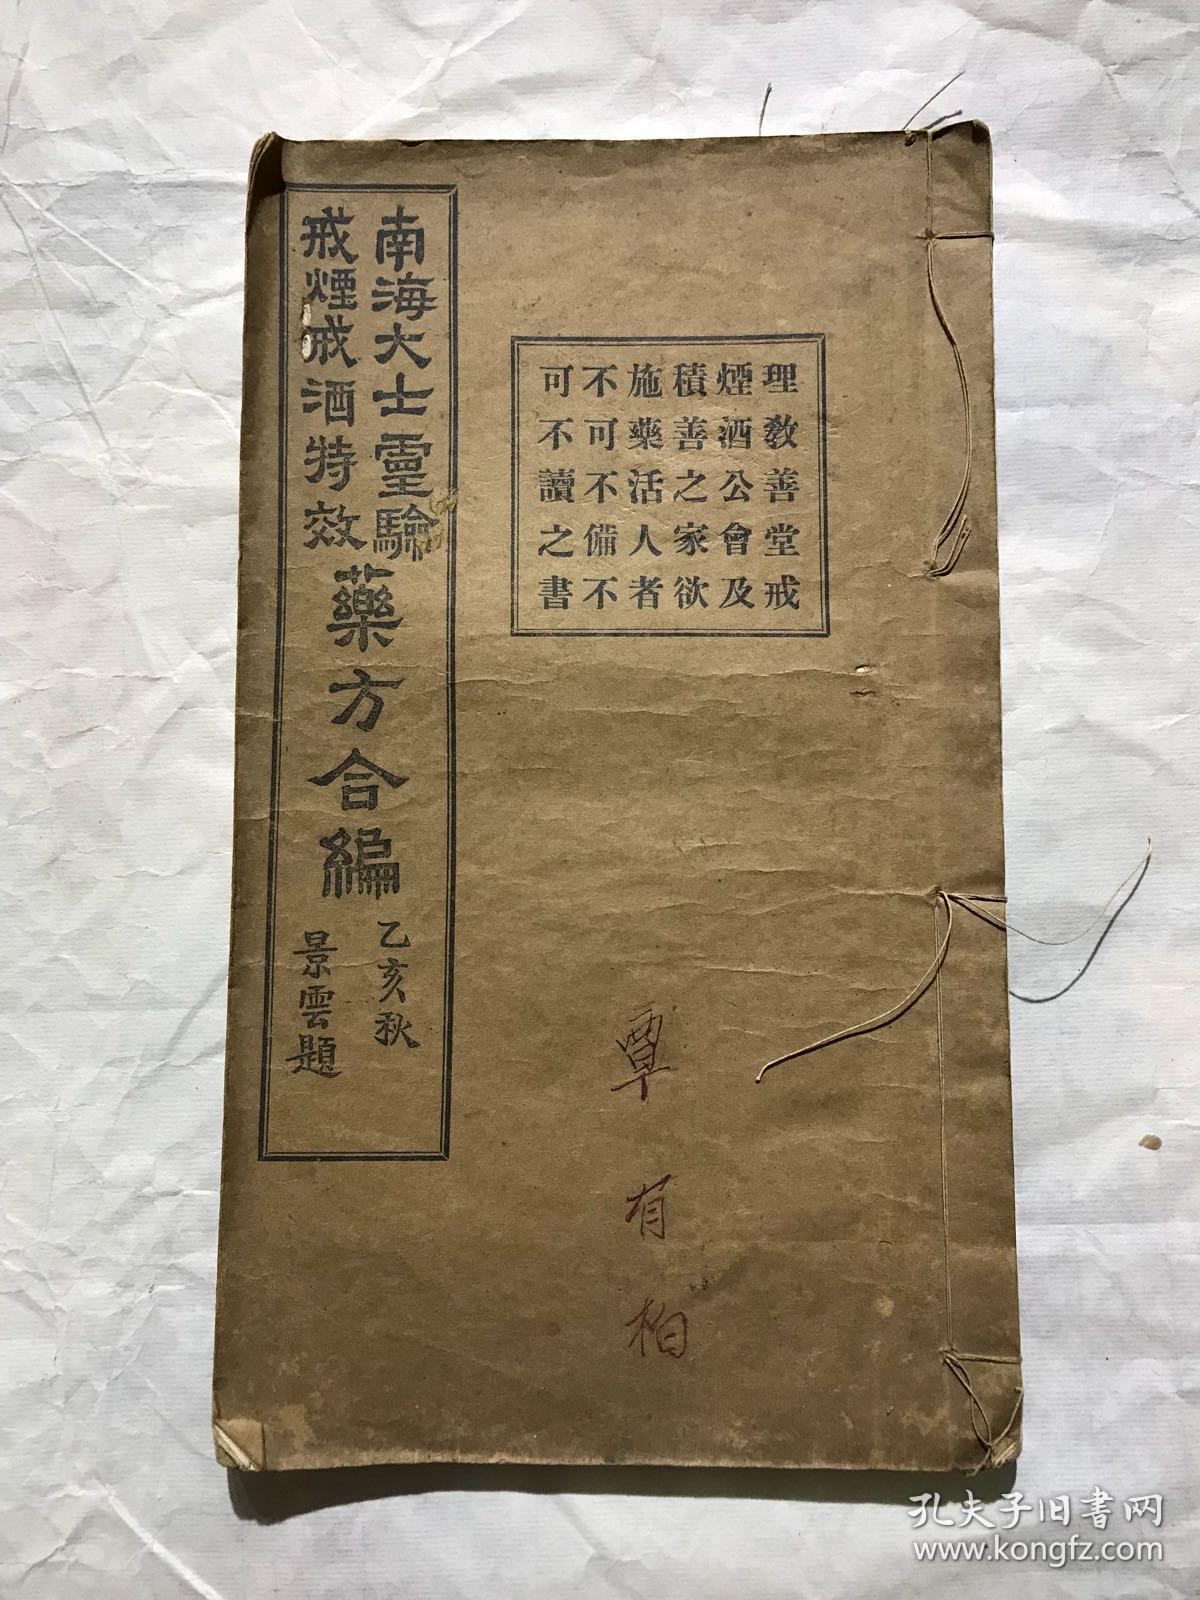 理教善堂戒
煙酒公會及
積善之家欲
施藥活人者
不可不備不
可不讀之書
南海大士靈驗
戒煙戒酒特效
藥方合編
乙亥秋
景雲題
覃有柏
孔夫子旧书网
www.kongfz.com